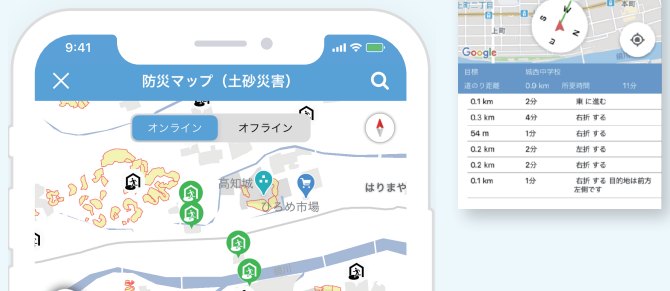 9:41
防災マップ（土砂災害）
オンライン
オフライン
高知城
ひろめ市場
はりまや
上町二丁目
上町
本町
S
W
E
N
Google
目標 城西中学校
道のり距離 0.9 km 所要時間 11分
0.1 km 2分 東 に進む
0.3 km 4分 右折 する
54 m 1分 右折 する
0.2 km 2分 左折 する
0.2 km 2分 右折 する
0.1 km 1分 右折 する 目的地は前方
左側です